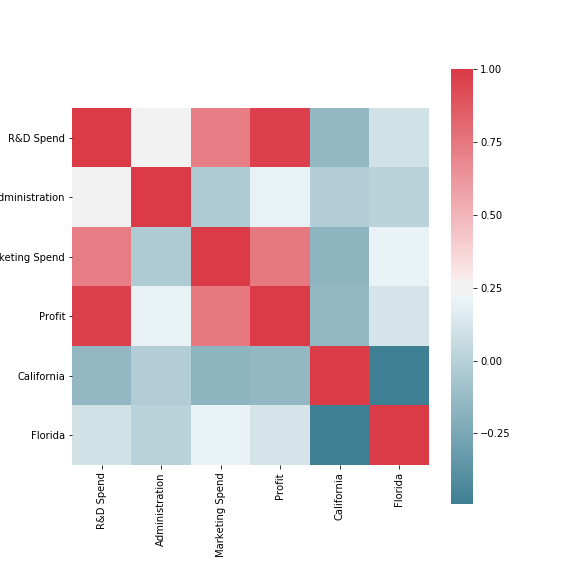 R&D Spend
dministration
keting Spend
Profit
California
Florida
R&D Spend
Administration
Marketing Spend
Profit
California
Florida
1.00
0.75
0.50
0.25
0.00
−0.25